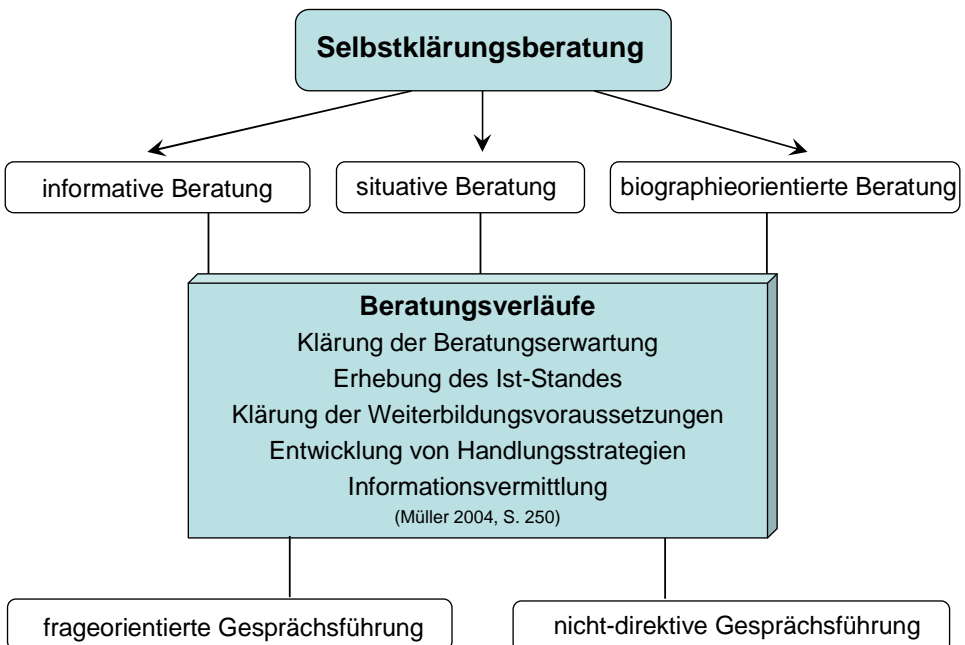 Selbstklärungsberatung
informative Beratung
situative Beratung
biographieorientierte Beratung
Beratungsverläufe
Klärung der Beratungserwartung
Erhebung des Ist-Standes
Klärung der Weiterbildungsvoraussetzungen
Entwicklung von Handlungsstrategien
Informationsvermittlung
(Müller 2004, S. 250)
frageorientierte Gesprächsführung
nicht-direktive Gesprächsführung